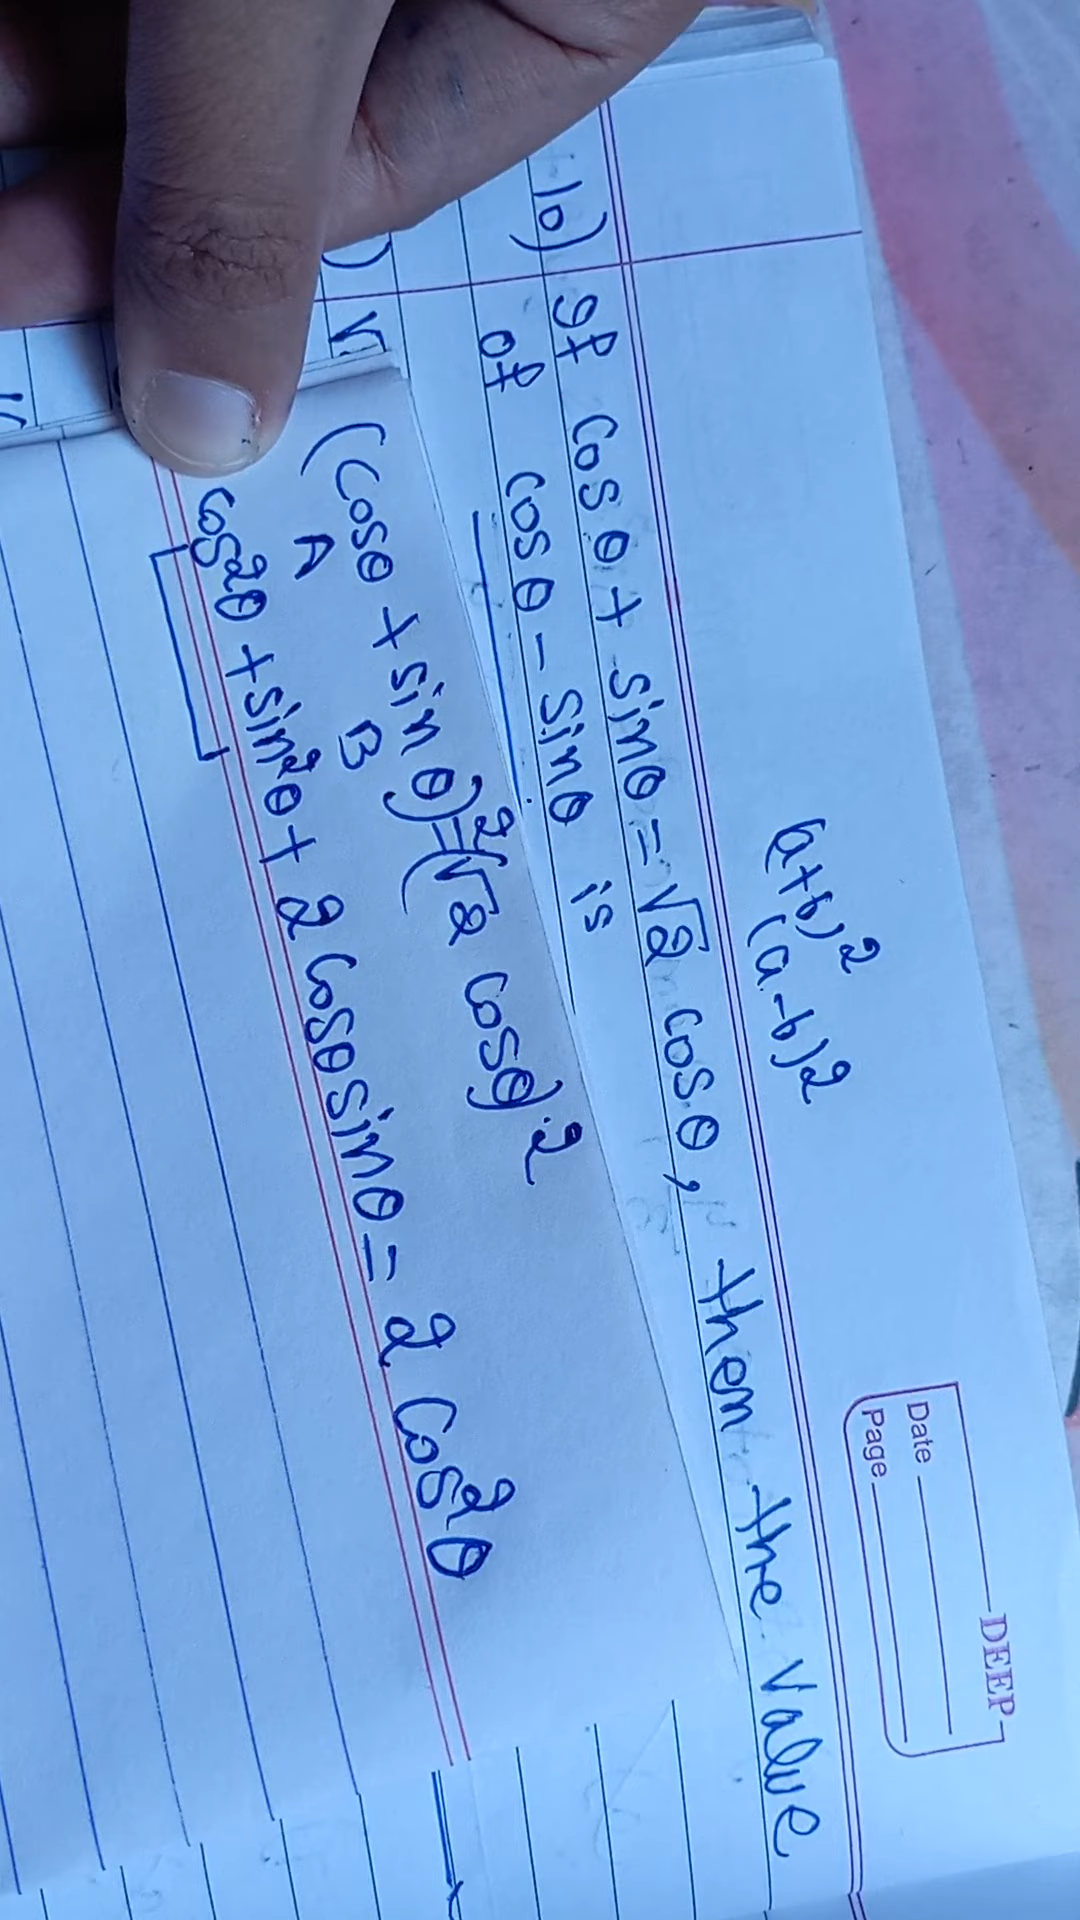 DEEP
Date
Page
(a+b)²
(a-b)2
10) If cosθ + sinθ = √2 cosθ, then the value
of cosθ - sinθ is
) √
(cosθ + sinθ)² = (√2 cosθ)²
A B
cos²θ + sin²θ + 2 cosθ sinθ = 2 cos²θ